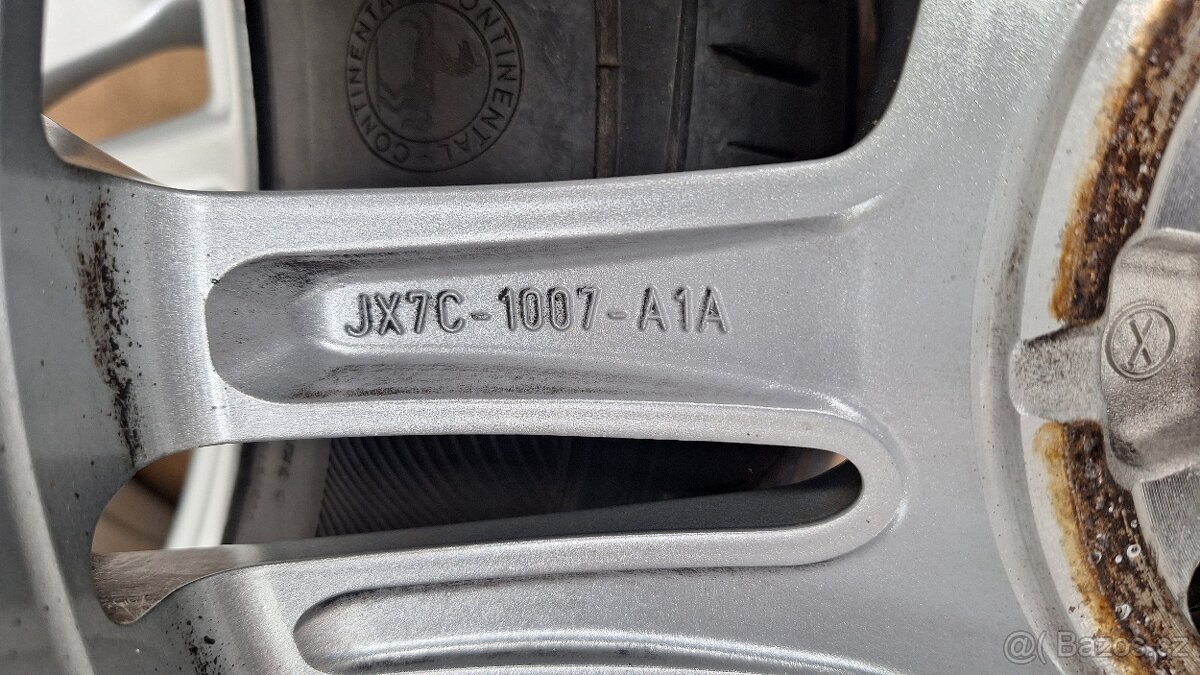 CONTINENTAL - CONTINENTAL
JX7C-1007-A1A
X
@( Bazos.cz